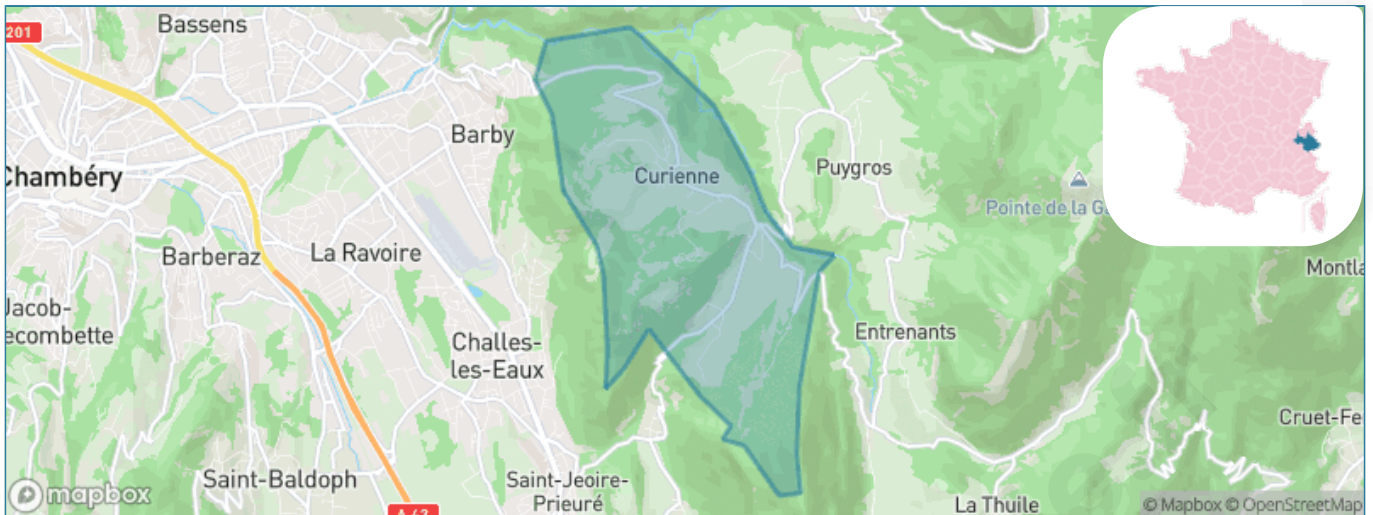 201
Bassens
Barby
Chambéry
Curienne
Puygros
Pointe de la G
Barberaz
La Ravoire
Montla
Jacob-
ecombette
Entrenants
Challes-
les-Eaux
Cruet-Fe
Saint-Baldoph
Saint-Jeoire-
Prieuré
La Thuile
mapbox
A 43
© Mapbox © OpenStreetMap